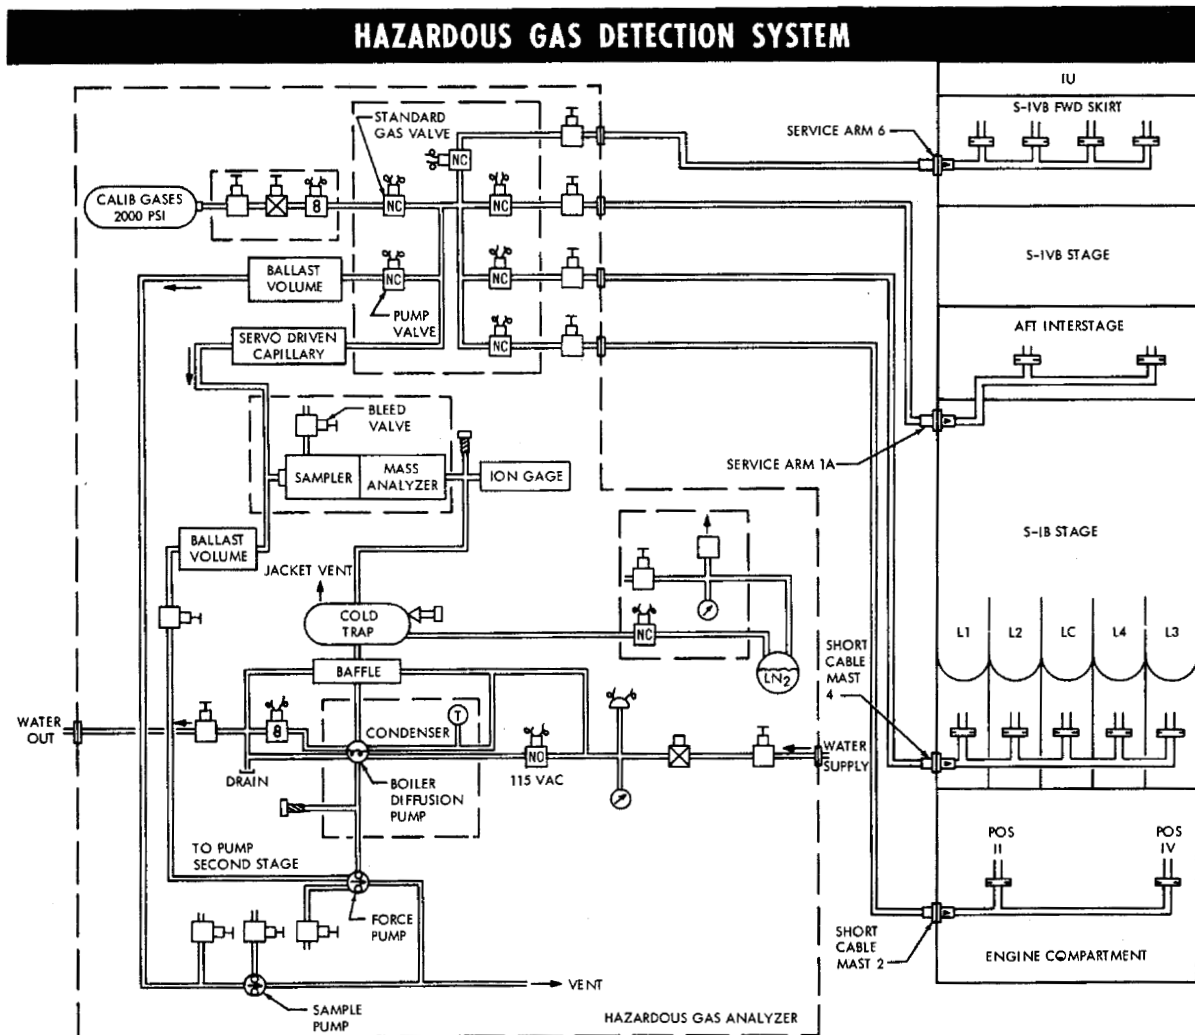 HAZARDOUS GAS DETECTION SYSTEM
IU
S-IVB FWD SKIRT
STANDARD
GAS VALVE
SERVICE ARM 6
NC
CALIB GASES
2000 PSI
8
NC
NC
S-IVB STAGE
BALLAST
VOLUME
NC
NC
PUMP
VALVE
AFT INTERSTAGE
SERVO DRIVEN
CAPILLARY
NC
BLEED
VALVE
SERVICE ARM 1A
SAMPLER
MASS
ANALYZER
ION GAGE
S-IB STAGE
BALLAST
VOLUME
JACKET VENT
COLD
TRAP
NC
L1
L2
LC
L4
L3
SHORT
CABLE
MAST
4
BAFFLE
LN2
WATER
OUT
8
CONDENSER
T
NO
WATER
SUPPLY
DRAIN
115 VAC
BOILER
DIFFUSION
PUMP
TO PUMP
SECOND STAGE
POS
II
POS
IV
FORCE
PUMP
SHORT
CABLE
MAST 2
ENGINE COMPARTMENT
VENT
SAMPLE
PUMP
HAZARDOUS GAS ANALYZER